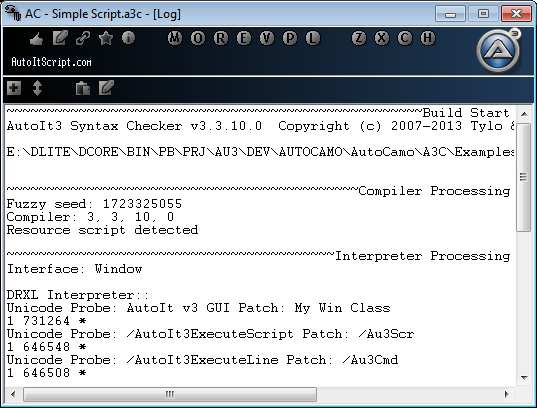 AC - Simple Script.a3c - [Log]
M O R E V P L Z X C H
AutoItScript.com
~~~~~~~~~~~~~~~~~~~~~~~~~~~~~~~~~~~~~~~~~~~~~~~~~~~~Build Start
AutoIt3 Syntax Checker v3.3.10.0  Copyright (c) 2007-2013 Tylo &
E:\DLITE\DCORE\BIN\PB\PRJ\AU3\DEV\AUTOCAMO\AutoCamo\A3C\Examples
~~~~~~~~~~~~~~~~~~~~~~~~~~~~~~~~~~~~~~~~~~~~Compiler Processing
Fuzzy seed: 1723325055
Compiler: 3, 3, 10, 0
Resource script detected
~~~~~~~~~~~~~~~~~~~~~~~~~~~~~~~~~~~~~~~~~Interpreter Processing
Interface: Window
DRXL Interpreter::
Unicode Probe: AutoIt v3 GUI Patch: My Win Class
1 731264 *
Unicode Probe: /AutoIt3ExecuteScript Patch: /Au3Scr
1 646548 *
Unicode Probe: /AutoIt3ExecuteLine Patch: /Au3Cmd
1 646508 *